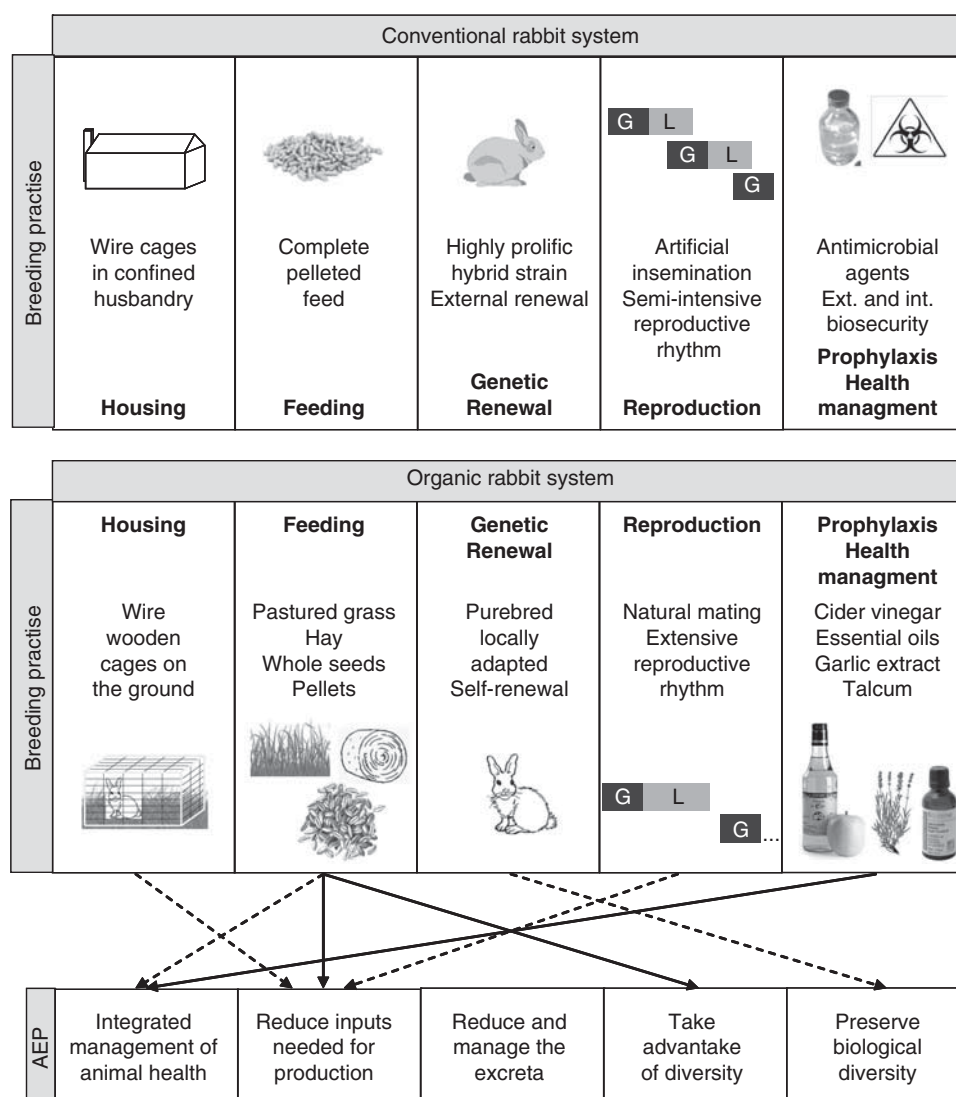 Conventional rabbit system
Breeding practise
G L
G L
G
Wire cages
in confined
husbandry
Housing
Complete
pelleted
feed
Feeding
Highly prolific
hybrid strain
External renewal
Genetic
Renewal
Artificial
insemination
Semi-intensive
reproductive
rhythm
Reproduction
Antimicrobial
agents
Ext. and int.
biosecurity
Prophylaxis
Health
managment
Organic rabbit system
Breeding practise
Housing
Wire
wooden
cages on
the ground
Feeding
Pastured grass
Hay
Whole seeds
Pellets
Genetic
Renewal
Purebred
locally
adapted
Self-renewal
Reproduction
Natural mating
Extensive
reproductive
rhythm
G L
G ...
Prophylaxis
Health
managment
Cider vinegar
Essential oils
Garlic extract
Talcum
AEP
Integrated
management of
animal health
Reduce inputs
needed for
production
Reduce and
manage the
excreta
Take
advantake
of diversity
Preserve
biological
diversity